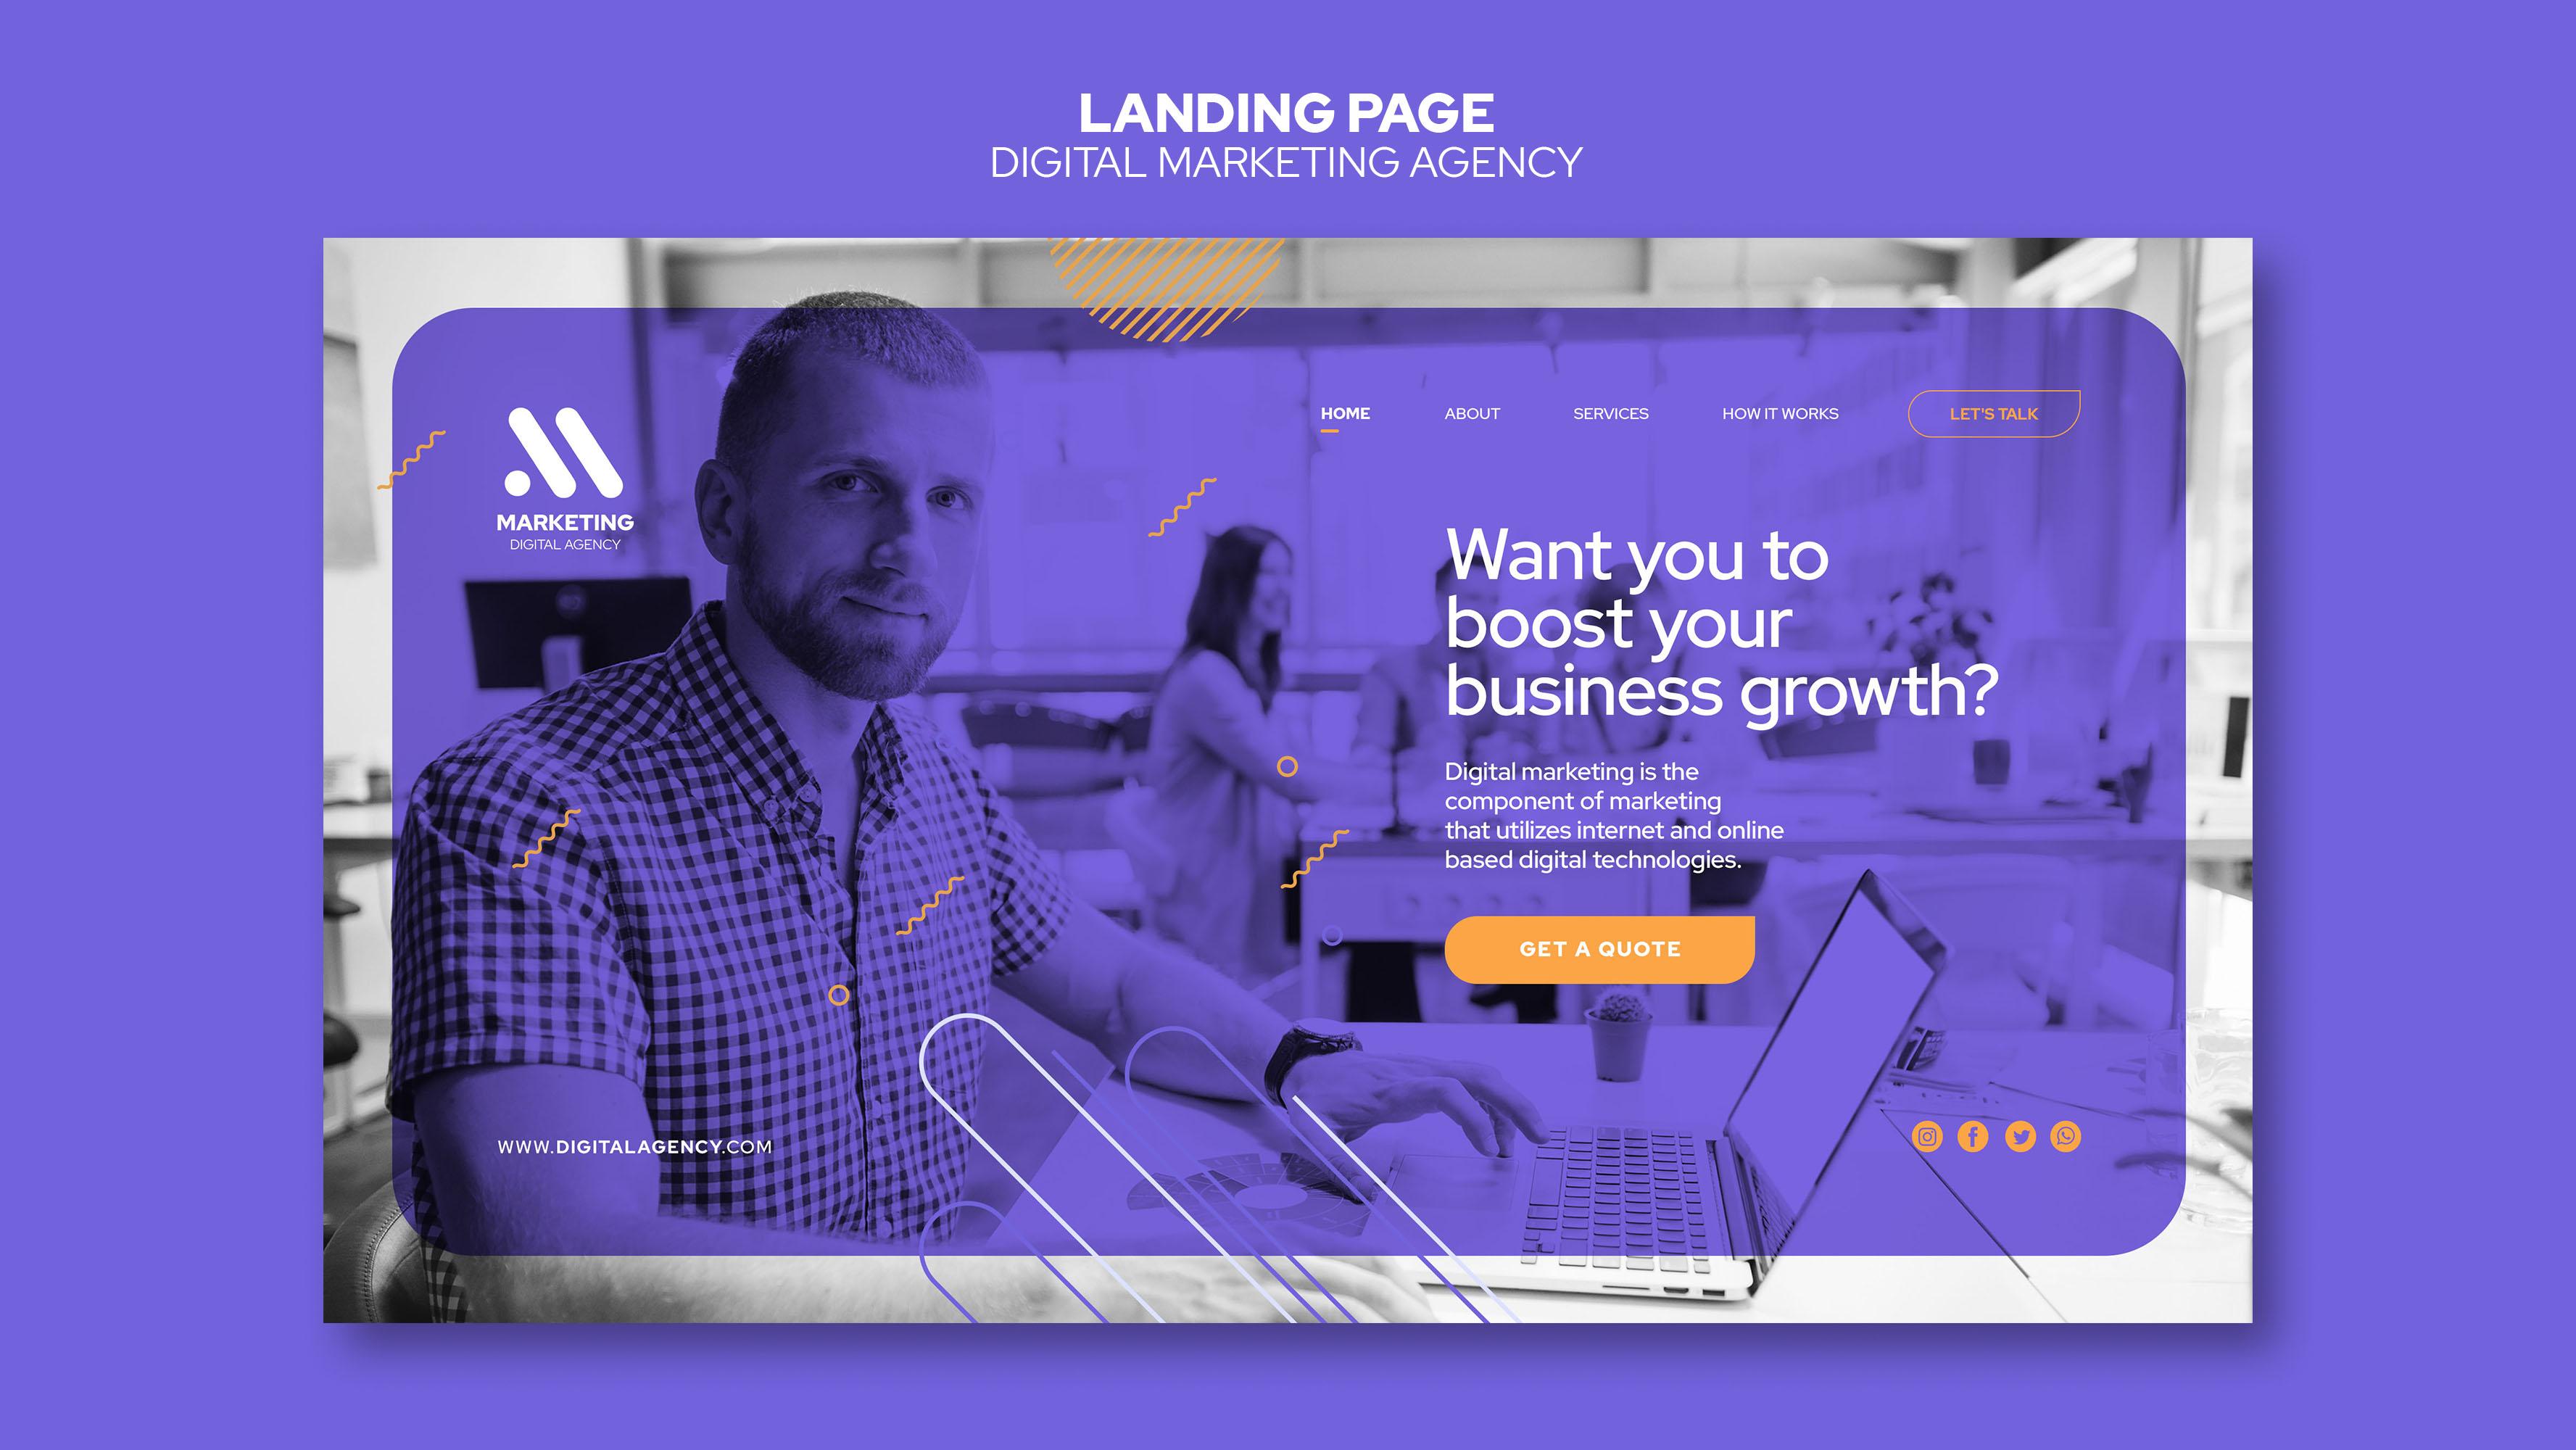 LANDING PAGE
DIGITAL MARKETING AGENCY
MARKETING
DIGITAL AGENCY
HOME
ABOUT
SERVICES
HOW IT WORKS
LET'S TALK
Want you to
boost your
business growth?
Digital marketing is the
component of marketing
that utilizes internet and online
based digital technologies.
GET A QUOTE
WWW.DIGITALAGENCY.COM